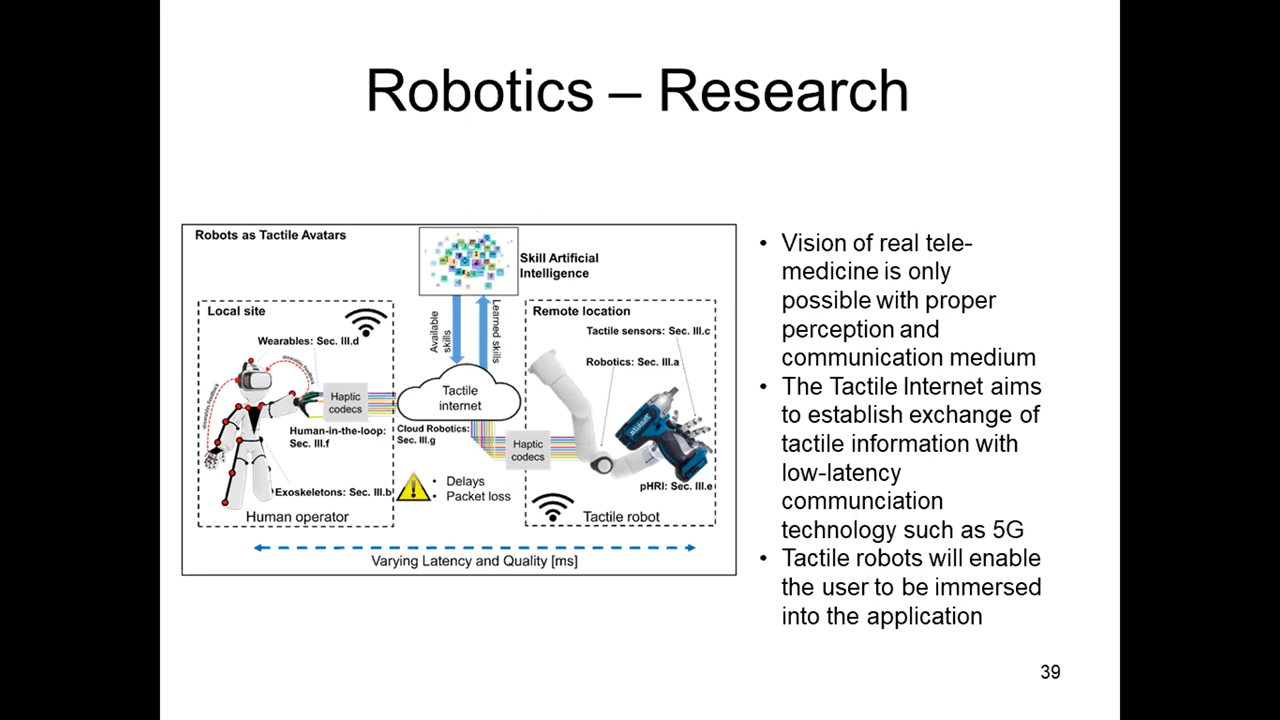 Robotics – Research
Robots as Tactile Avatars
Skill Artificial
Intelligence
Local site
Wearables: Sec. III.d
Wearables Feedback
Haptic
codecs
Human-in-the-loop:
Sec. III.f
Exoskeletons: Sec. III.b
Human operator
Available
skills
Learned skills
Tactile
internet
Cloud Robotics:
Sec. III.g
Haptic
codecs
• Delays
• Packet loss
Remote location
Tactile sensors: Sec. III.c
Robotics: Sec. III.a
pHRI: Sec. III.e
Tactile robot
Varying Latency and Quality [ms]
• Vision of real tele-
medicine is only
possible with proper
perception and
communication medium
• The Tactile Internet aims
to establish exchange of
tactile information with
low-latency
communciation
technology such as 5G
• Tactile robots will enable
the user to be immersed
into the application
39